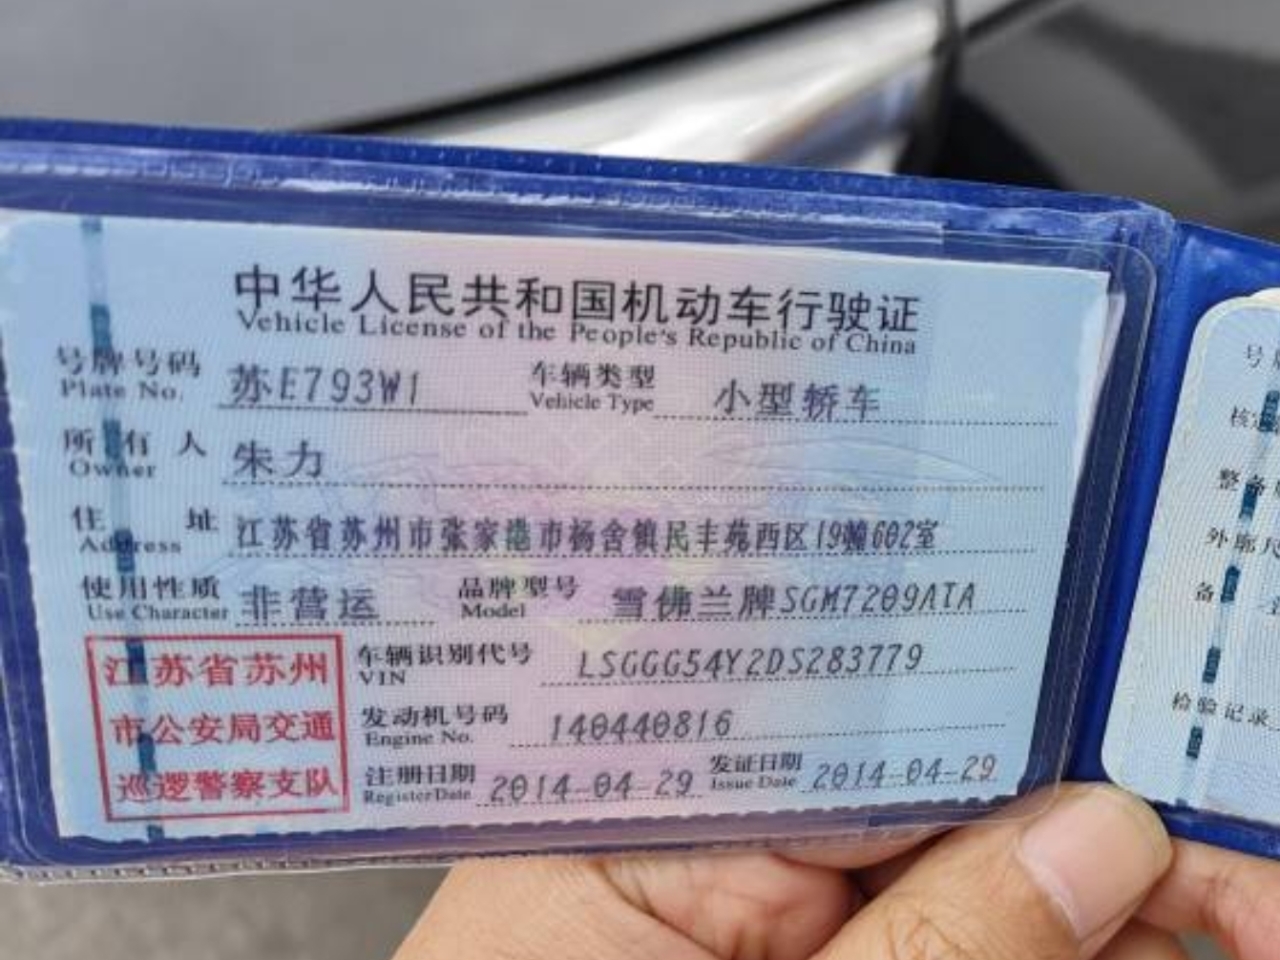 中华人民共和国机动车行驶证
Vehicle License of the People's Republic of China
号牌号码 苏E793W1 车辆类型 小型轿车
Plate No. Vehicle Type
所有人 朱力
Owner
住址 江苏省苏州市张家港市杨舍镇民丰苑西区19幢602室
Address
使用性质 非营运 品牌型号 雪佛兰牌SGM7209ATA
Use Character Model
江苏省苏州
市公安局交通
巡逻警察支队
车辆识别代号 LSGGG54Y2DS283779
VIN
发动机号码 140440816
Engine No.
注册日期 2014-04-29 发证日期 2014-04-29
Register Date Issue Date
号
核
整备
外廓尺
备
检验记录